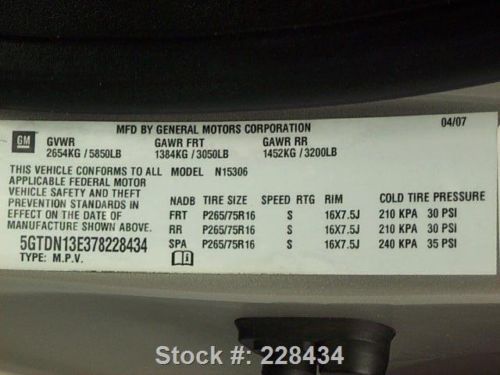 MFD BY GENERAL MOTORS CORPORATION 04/07
GM GVWR GAWR FRT GAWR RR
2654KG / 5850LB 1384KG / 3050LB 1452KG / 3200LB
THIS VEHICLE CONFORMS TO ALL MODEL N15306
APPLICABLE FEDERAL MOTOR
VEHICLE SAFETY AND THEFT NADB TIRE SIZE SPEED RTG RIM COLD TIRE PRESSURE
PREVENTION STANDARDS IN FRT P265/75R16 S 16X7.5J 210 KPA 30 PSI
EFFECT ON THE DATE OF
MANUFACTURE SHOWN ABOVE. RR P265/75R16 S 16X7.5J 210 KPA 30 PSI
5GTDN13E378228434 SPA P265/75R16 S 16X7.5J 240 KPA 35 PSI
TYPE: M.P.V.
Stock #: 228434